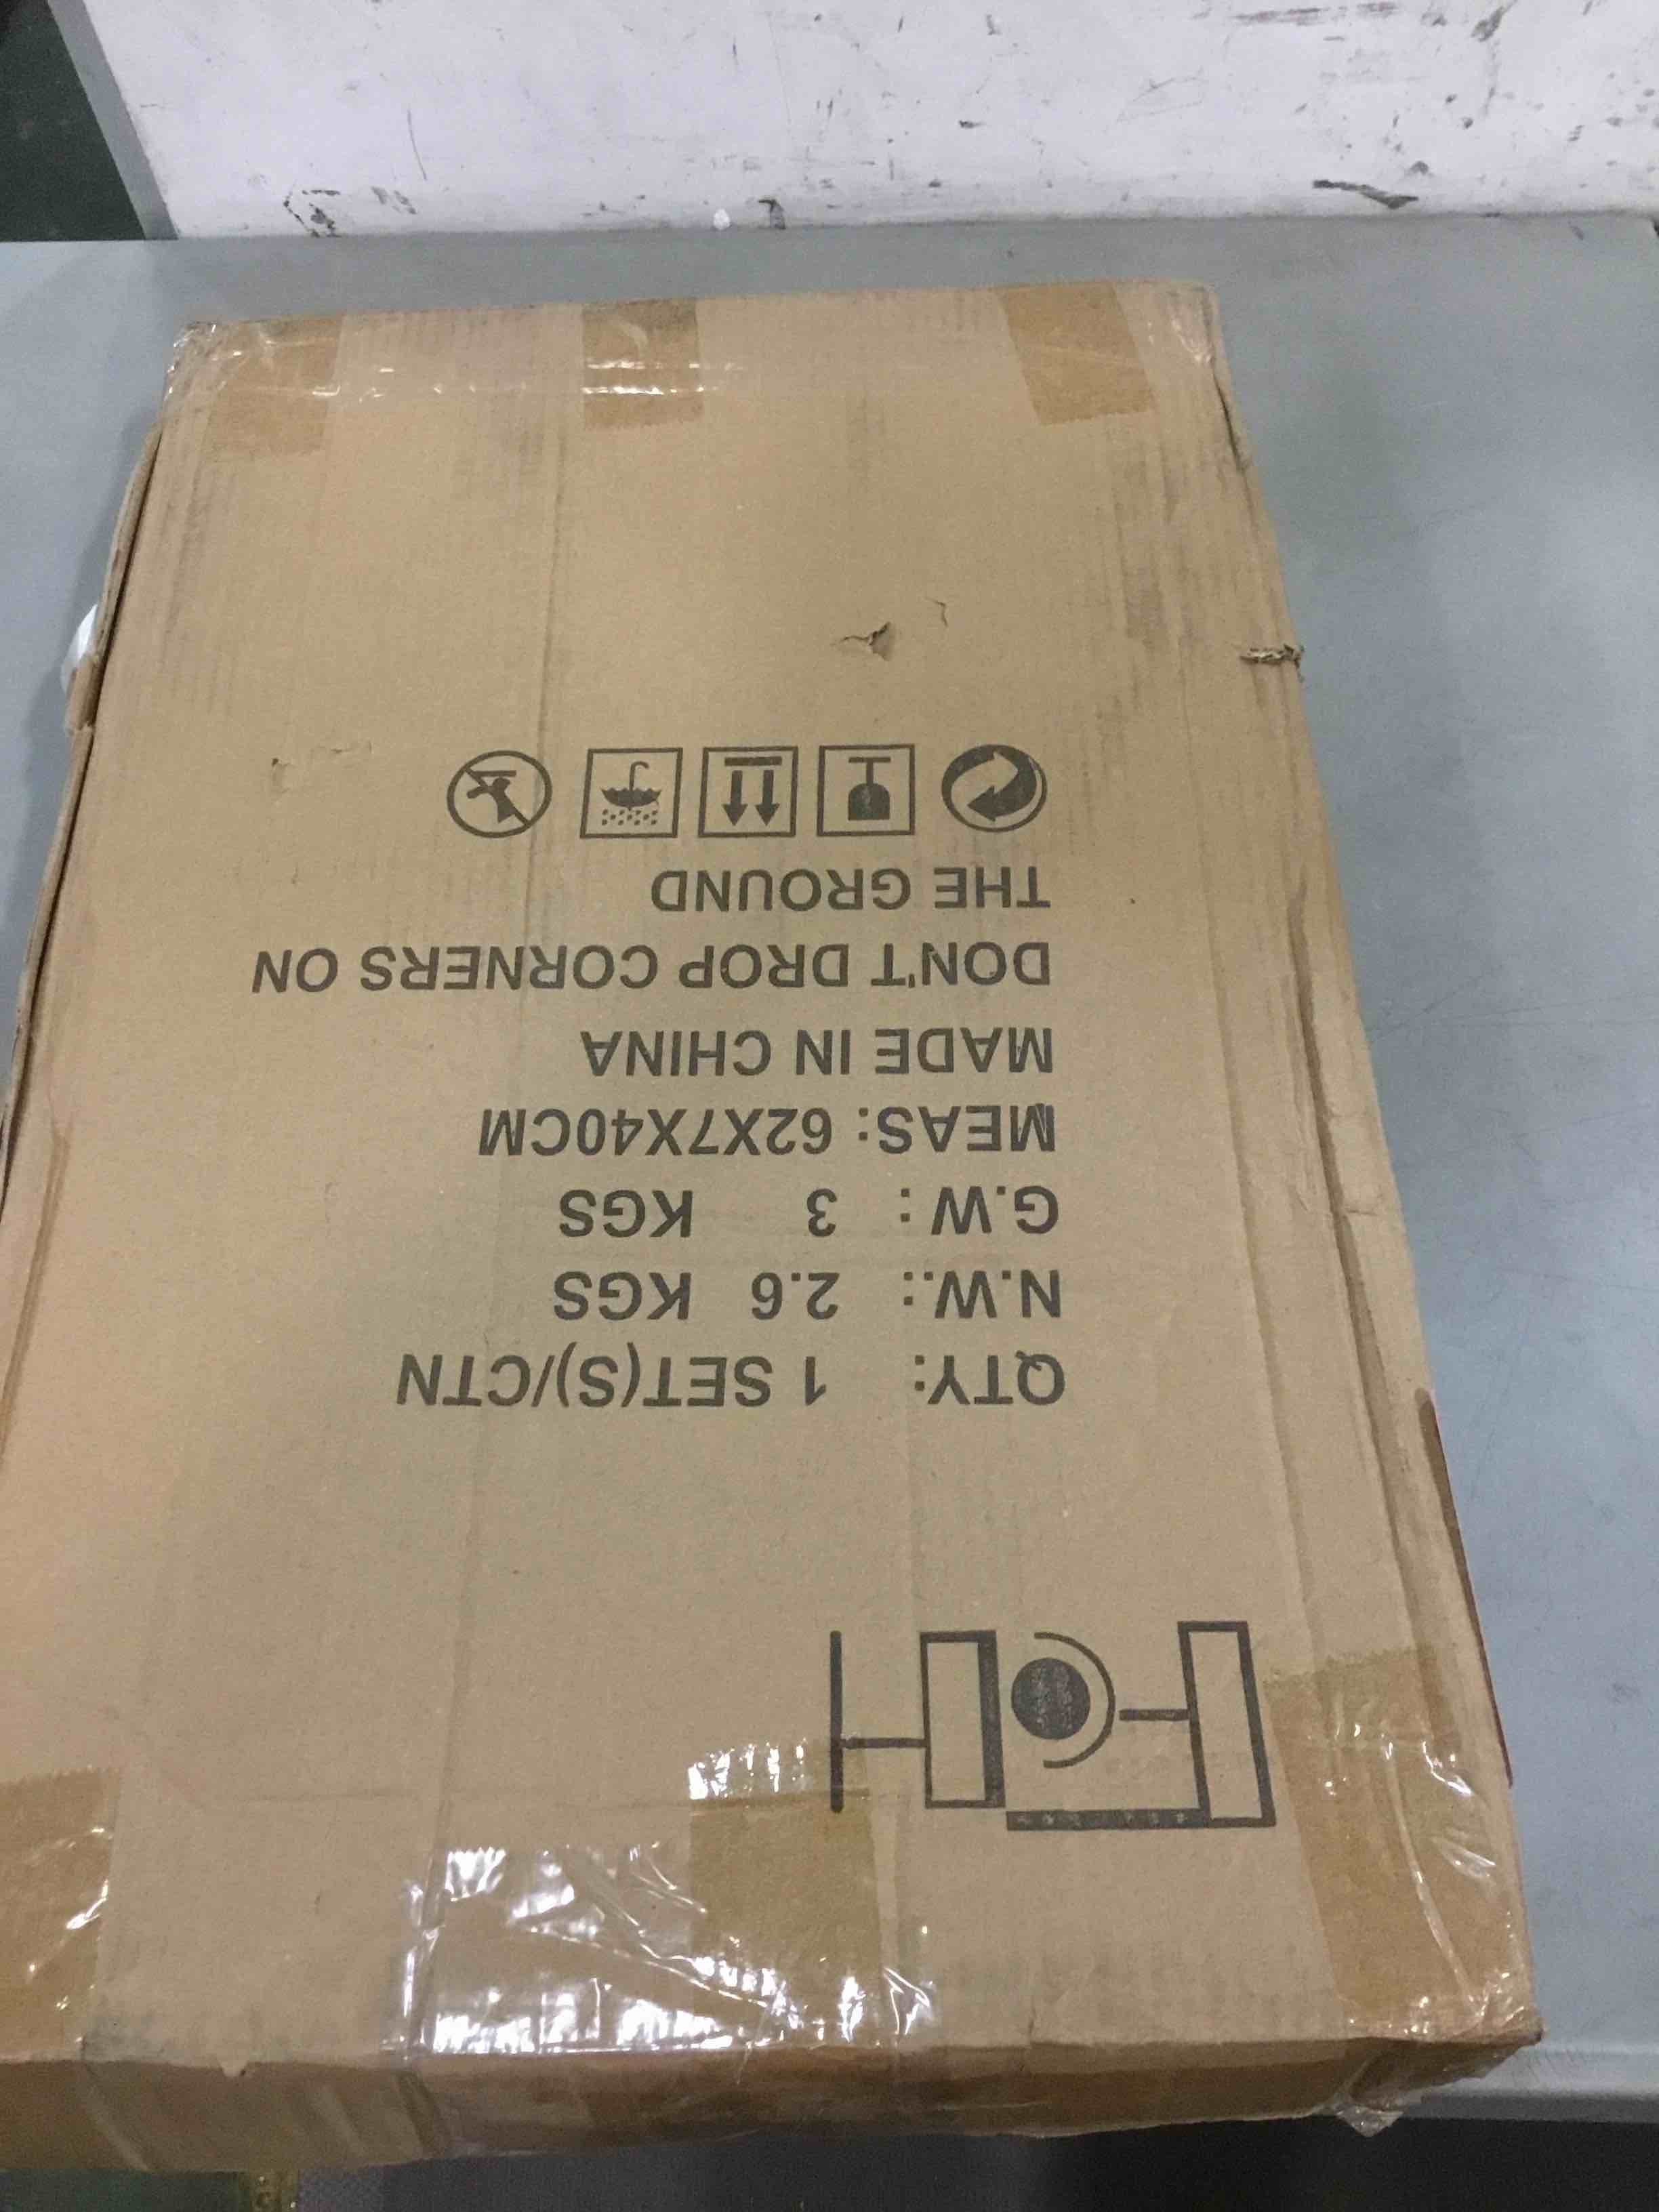 QTY: 1 SET(S)/CTN
N.W.: 2.6 KGS
G.W: 3 KGS
MEAS: 62X7X40CM
MADE IN CHINA
DON'T DROP CORNERS ON
THE GROUND